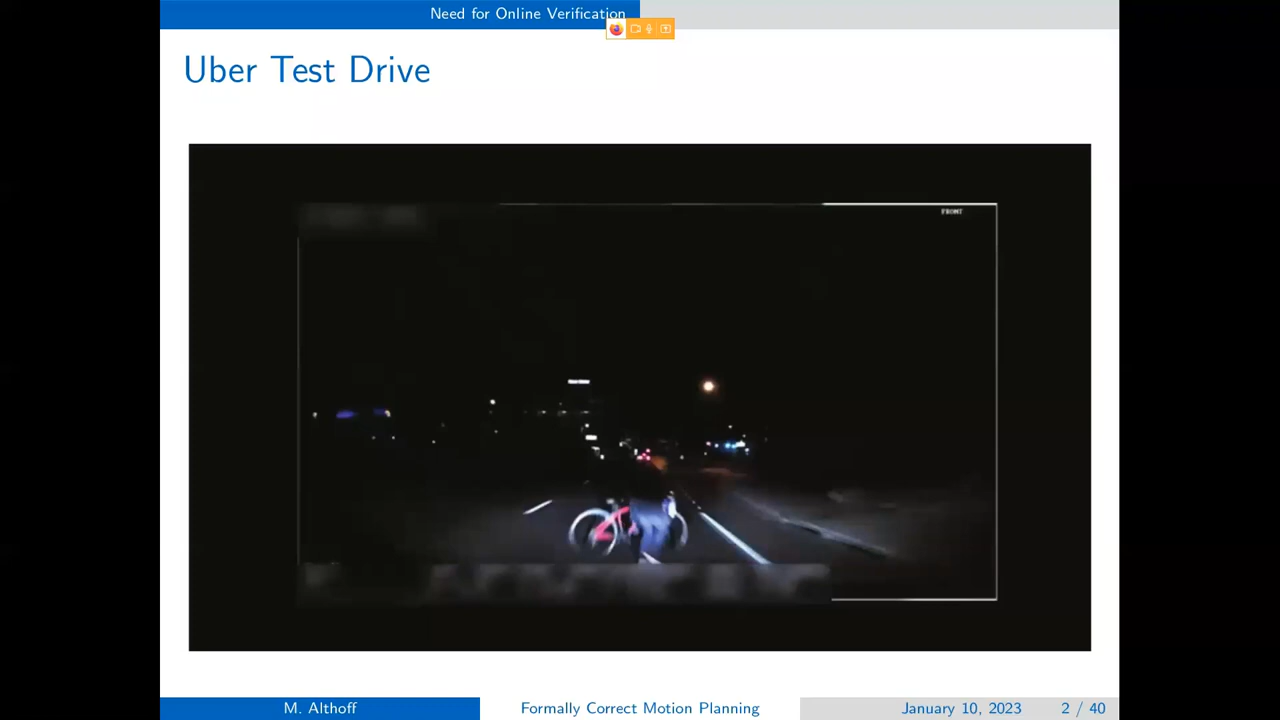 Need for Online Verification
Uber Test Drive
FRONT
M. Althoff
Formally Correct Motion Planning
January 10, 2023
2 / 40